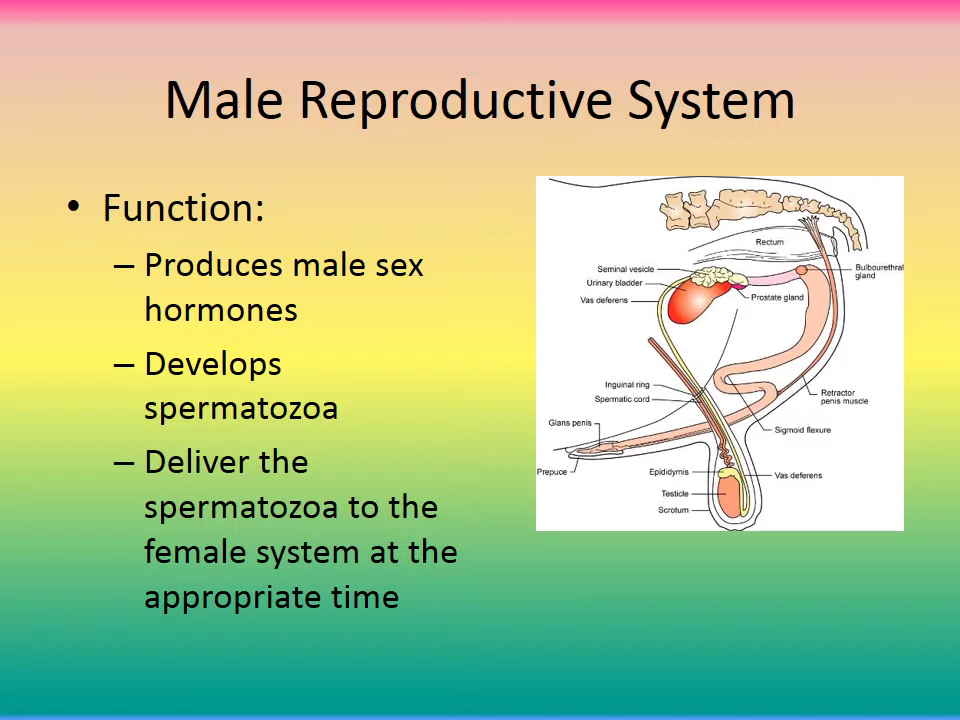 Male Reproductive System
• Function:
– Produces male sex
hormones
– Develops
spermatozoa
– Deliver the
spermatozoa to the
female system at the
appropriate time
Rectum
Seminal vesicle
Urinary bladder
Vas deferens
Bulbourethral
gland
Prostate gland
Inguinal ring
Spermatic cord
Retractor
penis muscle
Glans penis
Sigmoid flexure
Prepuce
Epididymis
Vas deferens
Testicle
Scrotum